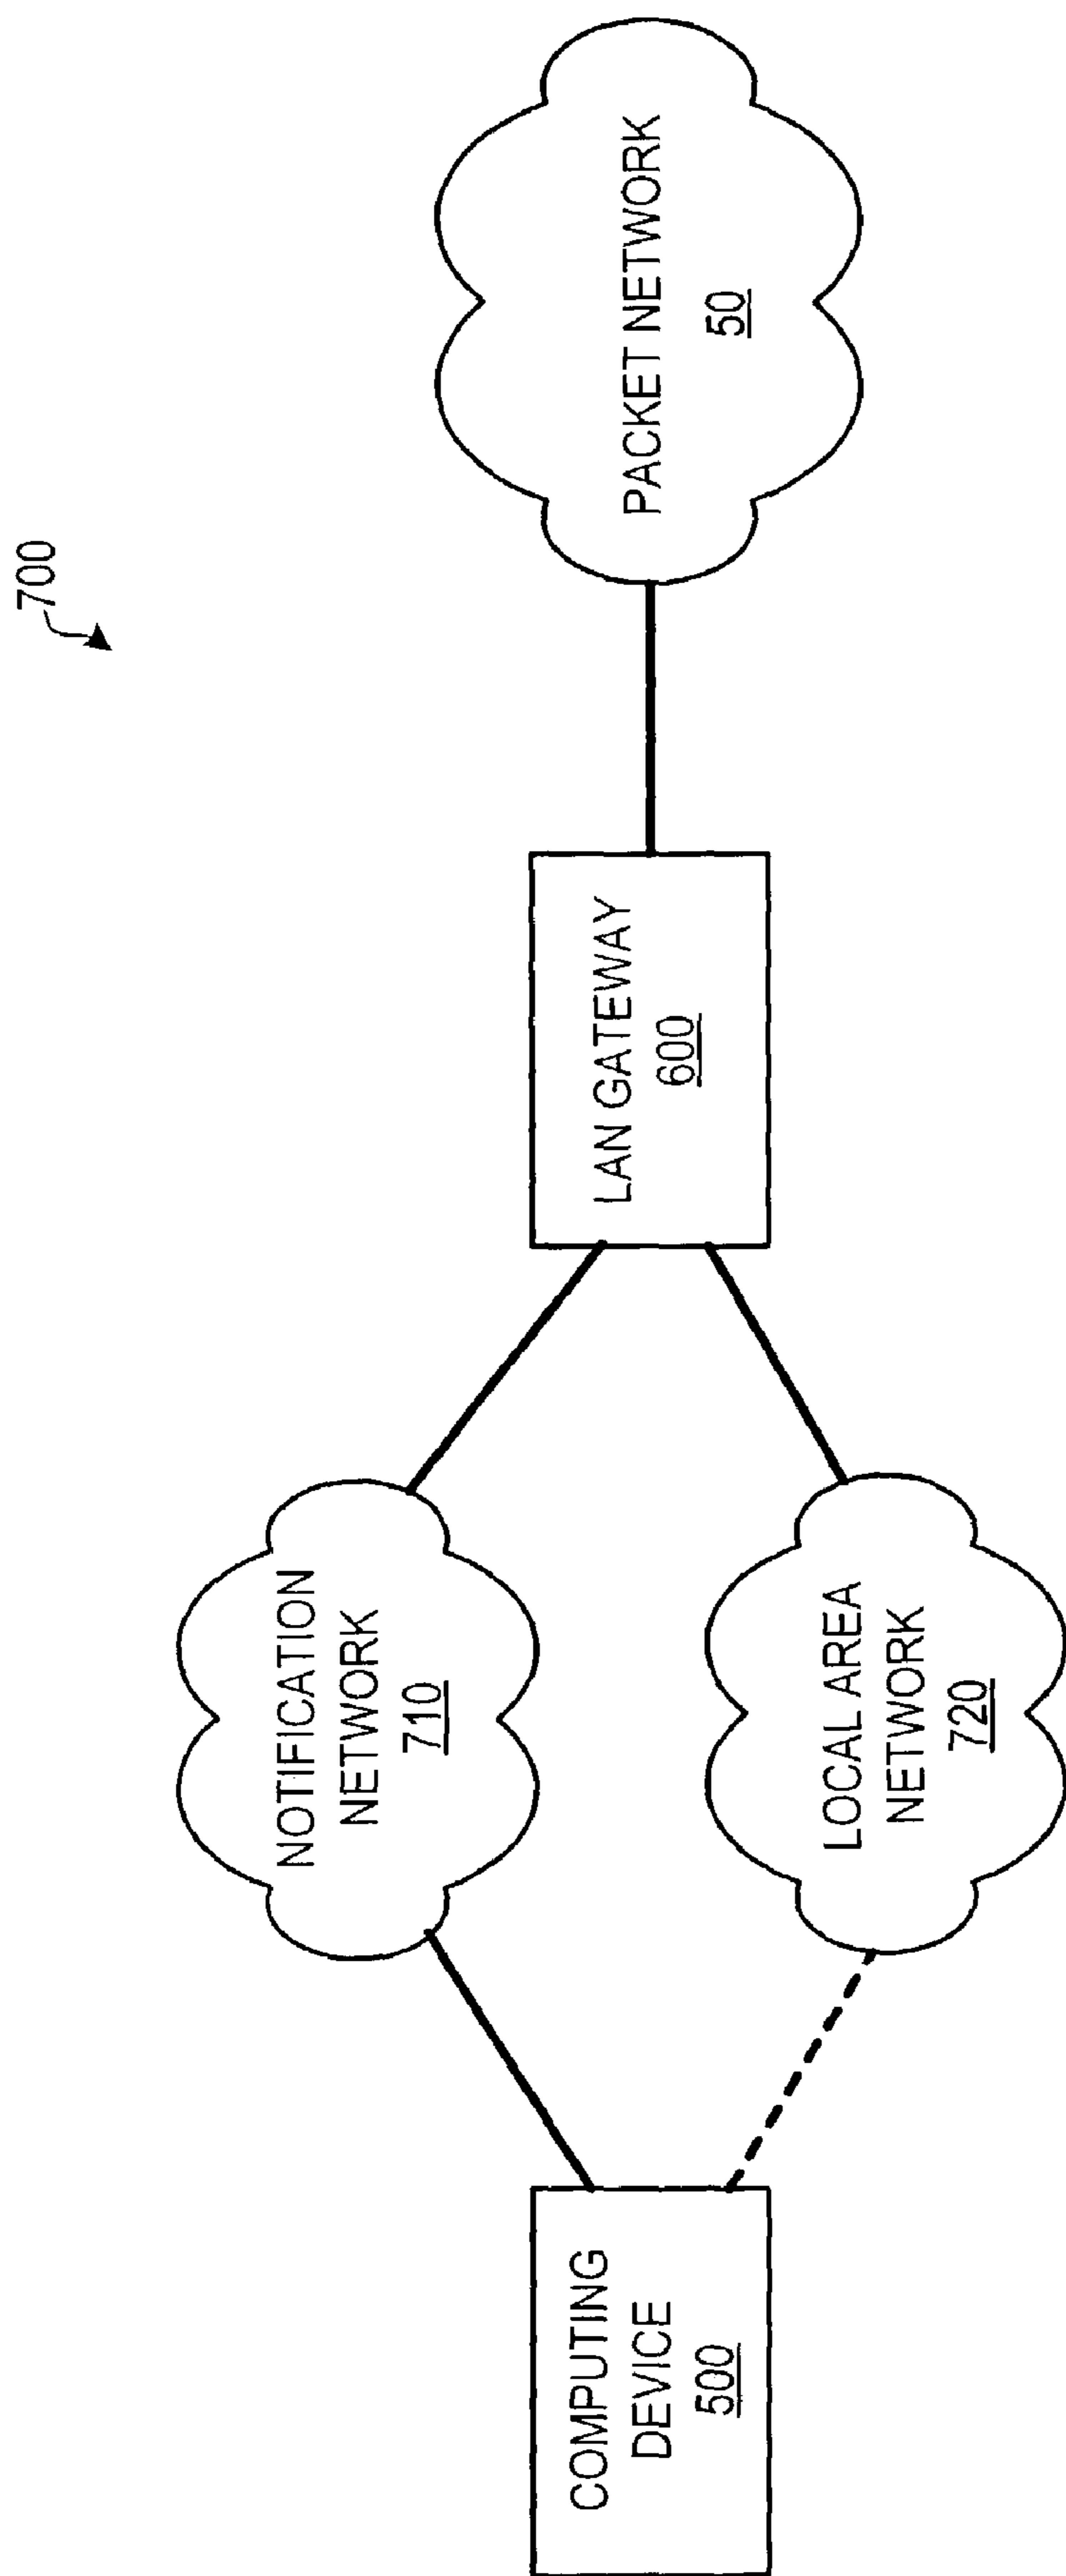 700
NOTIFICATION
NETWORK
710
COMPUTING
DEVICE
500
LAN GATEWAY
600
PACKET NETWORK
50
LOCAL AREA
NETWORK
720